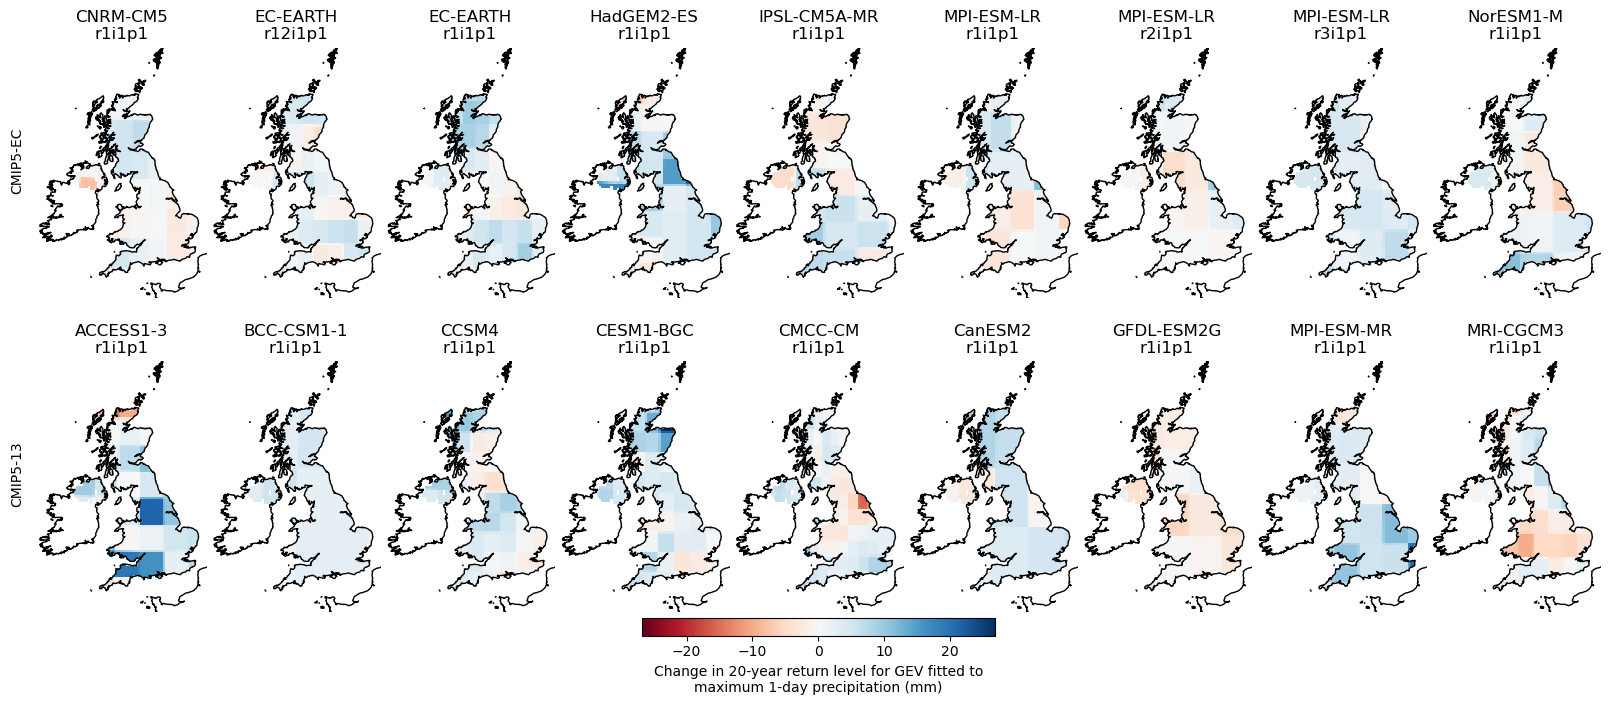 CNRM-CM5
r1i1p1
EC-EARTH
r12i1p1
EC-EARTH
r1i1p1
HadGEM2-ES
r1i1p1
IPSL-CM5A-MR
r1i1p1
MPI-ESM-LR
r1i1p1
MPI-ESM-LR
r2i1p1
MPI-ESM-LR
r3i1p1
NorESM1-M
r1i1p1
CMIP5-EC
ACCESS1-3
r1i1p1
BCC-CSM1-1
r1i1p1
CCSM4
r1i1p1
CESM1-BGC
r1i1p1
CMCC-CM
r1i1p1
CanESM2
r1i1p1
GFDL-ESM2G
r1i1p1
MPI-ESM-MR
r1i1p1
MRI-CGCM3
r1i1p1
CMIP5-13
−20 −10 0 10 20
Change in 20-year return level for GEV fitted to
maximum 1-day precipitation (mm)